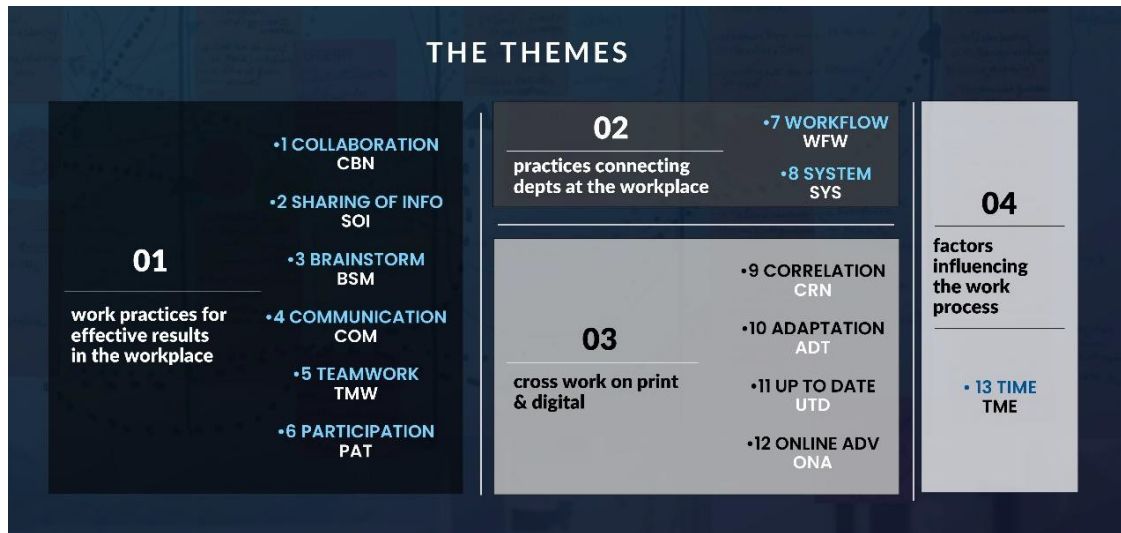 THE THEMES
01
work practices for
effective results
in the workplace
•1 COLLABORATION
CBN
•2 SHARING OF INFO
SOI
•3 BRAINSTORM
BSM
•4 COMMUNICATION
COM
•5 TEAMWORK
TMW
•6 PARTICIPATION
PAT
02
practices connecting
depts at the workplace
•7 WORKFLOW
WFW
•8 SYSTEM
SYS
03
cross work on print
& digital
•9 CORRELATION
CRN
•10 ADAPTATION
ADT
•11 UP TO DATE
UTD
•12 ONLINE ADV
ONA
04
factors
influencing
the work
process
• 13 TIME
TME